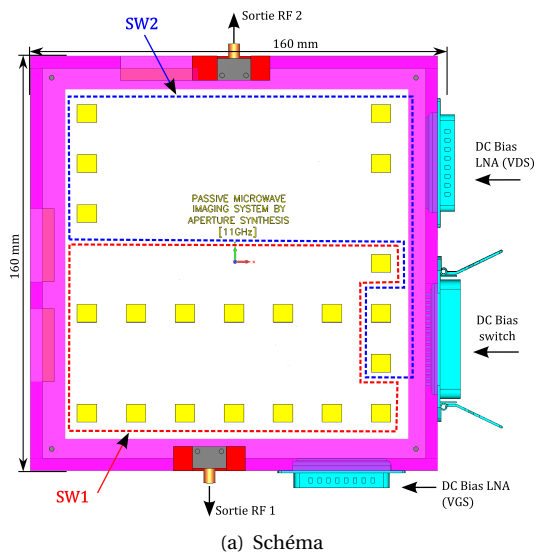 Sortie RF 2
SW2
160 mm
DC Bias
LNA (VDS)
PASSIVE MICROWAVE
IMAGING SYSTEM BY
APERTURE SYNTHESIS
[11GHz]
160 mm
DC Bias
switch
SW1
Sortie RF 1
DC Bias LNA
(VGS)
(a) Schéma